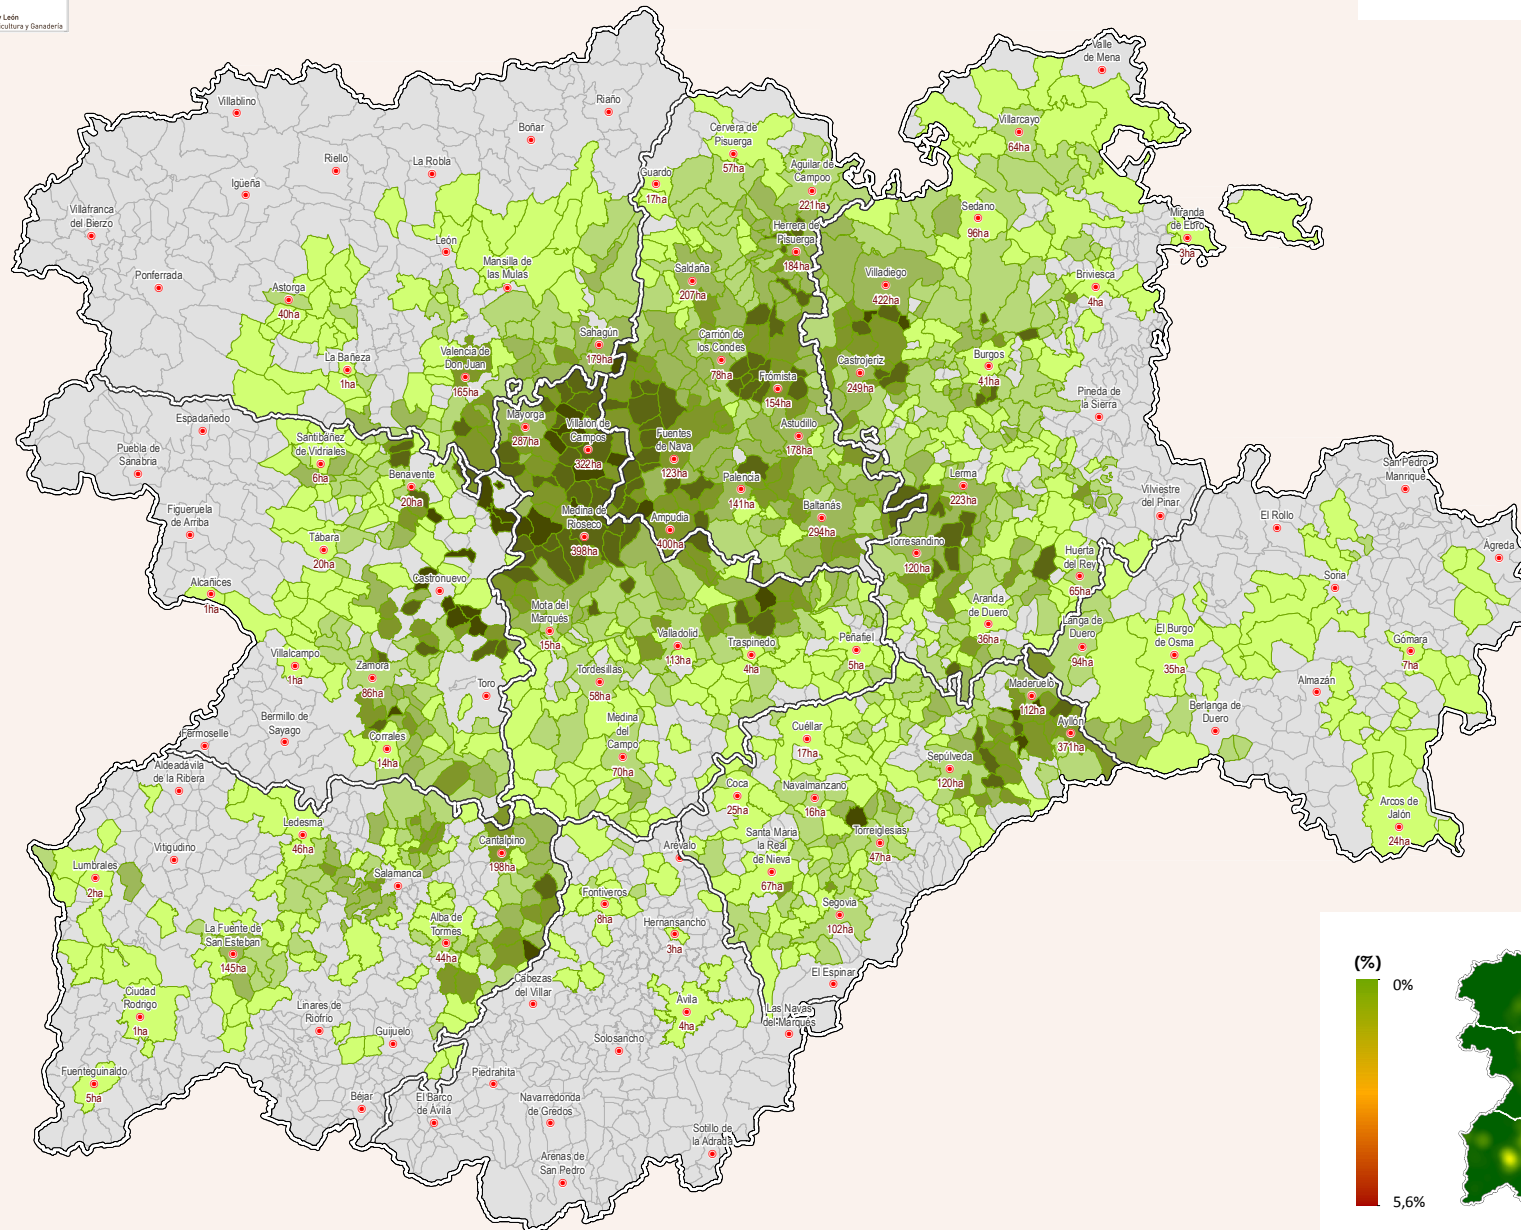 y León
icultura y Ganadería
Valle
de Mena
Villablino
Riaño
Boñar
Cervera de
Pisuerga
57ha
Villarcayo
64ha
Riello
La Robla
Guardo
17ha
Aguilar de
Campoo
221ha
Igüeña
Villafranca
del Bierzo
Sedano
96ha
Miranda
de Ebro
3ha
León
Herrera de
Pisuerga
184ha
Ponferrada
Astorga
40ha
Mansilla de
las Mulas
Saldaña
207ha
Villadiego
422ha
Briviesca
4ha
Sahagún
179ha
La Bañeza
1ha
Valencia de
Don Juan
165ha
Carrión de
los Condes
78ha
Frómista
154ha
Castrojeriz
249ha
Burgos
41ha
Pineda de
la Sierra
Espadañedo
Mayorga
287ha
Villalón de
Campos
322ha
Fuentes
de Nava
123ha
Astudillo
178ha
Puebla de
Sanabria
Santibáñez
de Vidriales
6ha
Benavente
20ha
Palencia
141ha
Lerma
223ha
San Pedro
Manrique
Vilviestre
del Pinar
Figueruela
de Arriba
Medina de
Rioseco
398ha
Ampudia
400ha
Baltanás
294ha
El Rollo
Tábara
20ha
Torresandino
120ha
Huerta
del Rey
65ha
Ágreda
Alcañices
1ha
Castronuevo
Soria
Mota del
Marqués
15ha
Aranda
de Duero
36ha
Langa de
Duero
94ha
Valladolid
113ha
Traspinedo
4ha
Peñafiel
5ha
El Burgo
de Osma
35ha
Gómara
7ha
Villalcampo
1ha
Zamora
86ha
Toro
Tordesillas
58ha
Maderuelo
112ha
Almazán
Berlanga de
Duero
Bermillo de
Sayago
Fermoselle
Corrales
14ha
Medina
del
Campo
70ha
Cuéllar
17ha
Ayllón
371ha
Sepúlveda
120ha
Aldeadávila
de la Ribera
Coca
25ha
Navalmanzano
16ha
Arcos de
Jalón
24ha
Ledesma
46ha
Cantalpino
198ha
Arévalo
Santa María
la Real
de Nieva
67ha
Torreiglesias
47ha
Vitigudino
Lumbrales
2ha
Salamanca
Fontiveros
8ha
Segovia
102ha
La Fuente de
San Esteban
145ha
Alba de
Tormes
44ha
Hernansancho
3ha
El Espinar
Cabezas
del Villar
Ciudad
Rodrigo
1ha
Linares de
Riofrío
Guijuelo
Ávila
4ha
Las Navas
del Marqués
Solosancho
Fuenteguinaldo
5ha
Piedrahita
Béjar
El Barco
de Ávila
Navarredonda
de Gredos
Sotillo de
la Adrada
Arenas de
San Pedro
(%)
0%
5,6%